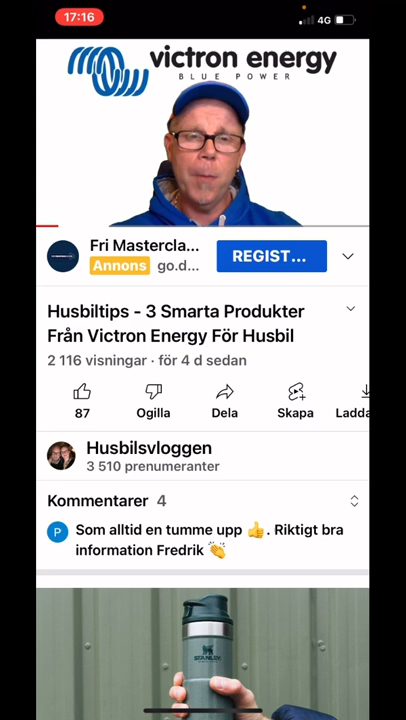 17:16
4G
victron energy
BLUE POWER
Fri Mastercla...
Annons go.d...
REGIST...
Husbiltips - 3 Smarta Produkter
Från Victron Energy För Husbil
2 116 visningar · för 4 d sedan
87
Ogilla
Dela
Skapa
Ladda
Husbilsvloggen
3 510 prenumeranter
Kommentarer 4
P
Som alltid en tumme upp 👍. Riktigt bra
information Fredrik 👏
STANLEY